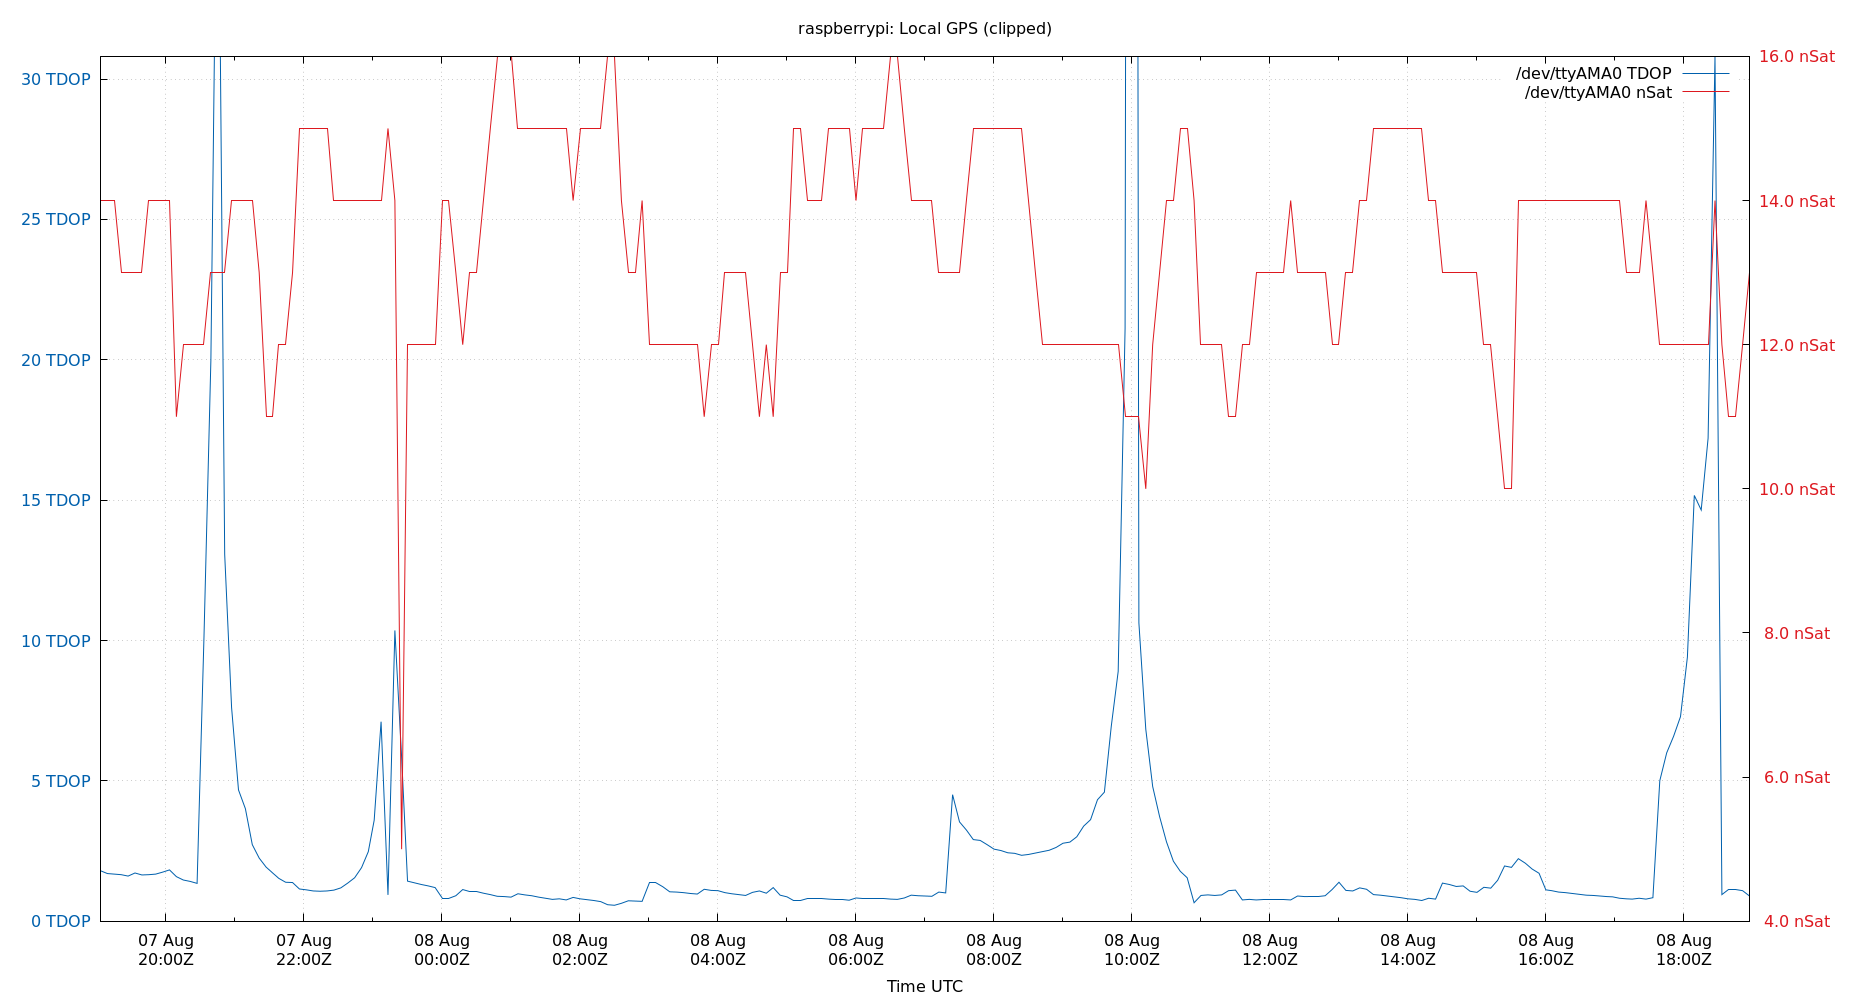 raspberrypi: Local GPS (clipped)
/dev/ttyAMA0 TDOP
/dev/ttyAMA0 nSat
30 TDOP
25 TDOP
20 TDOP
15 TDOP
10 TDOP
5 TDOP
0 TDOP
16.0 nSat
14.0 nSat
12.0 nSat
10.0 nSat
8.0 nSat
6.0 nSat
4.0 nSat
07 Aug
20:00Z
07 Aug
22:00Z
08 Aug
00:00Z
08 Aug
02:00Z
08 Aug
04:00Z
08 Aug
06:00Z
08 Aug
08:00Z
08 Aug
10:00Z
08 Aug
12:00Z
08 Aug
14:00Z
08 Aug
16:00Z
08 Aug
18:00Z
Time UTC